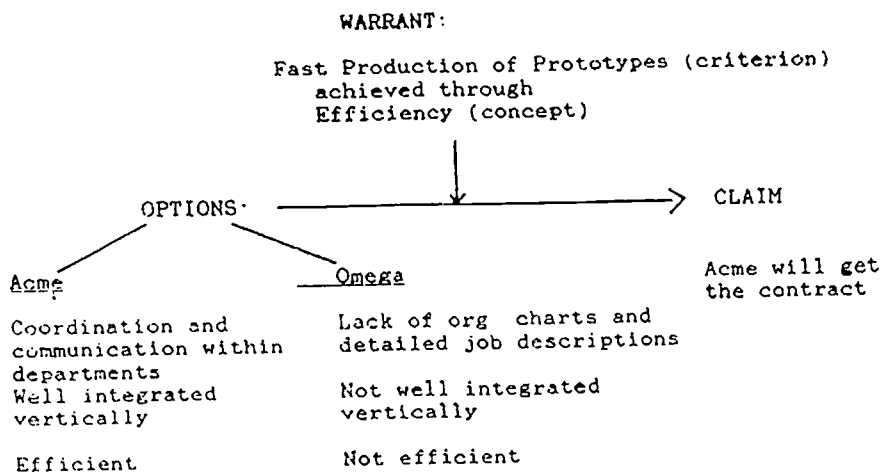 WARRANT:
Fast Production of Prototypes (criterion)
achieved through
Efficiency (concept)
OPTIONS
CLAIM
Acme
Coordination and
communication within
departments
Well integrated
vertically
Efficient
Omega
Lack of org charts and
detailed job descriptions
Not well integrated
vertically
Not efficient
Acme will get
the contract